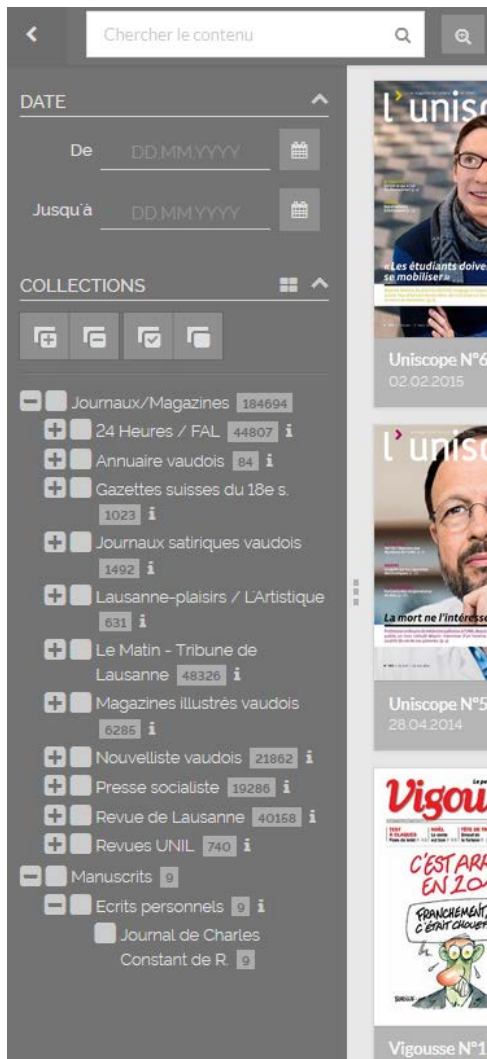 Chercher le contenu
DATE
De DD.MM.YYYY
Jusqu'à DD.MM.YYYY
COLLECTIONS
Journaux/Magazines 184694
24 Heures / FAL 44807 i
Annuaire vaudois 84 i
Gazettes suisses du 18e s.
1023 i
Journaux satiriques vaudois
1492 i
Lausanne-plaisirs / L'Artistique
631 i
Le Matin - Tribune de
Lausanne 48326 i
Magazines illustrés vaudois
6285 i
Nouvelliste vaudois 21862 i
Presse socialiste 19286 i
Revue de Lausanne 40158 i
Revues UNIL 740 i
Manuscrits 9
Ecrits personnels 9 i
Journal de Charles
Constant de R. 9
l'unisc
«Les étudiants doive
se mobiliser»
Uniscope N°6
02.02.2015
l'unisc
La mort ne l'intéresse
Uniscope N°5
28.04.2014
Vigou
C'EST ARR
EN 20
FRANCHEMENT,
C'ÉTAIT CHOUET
Vigousse N°1